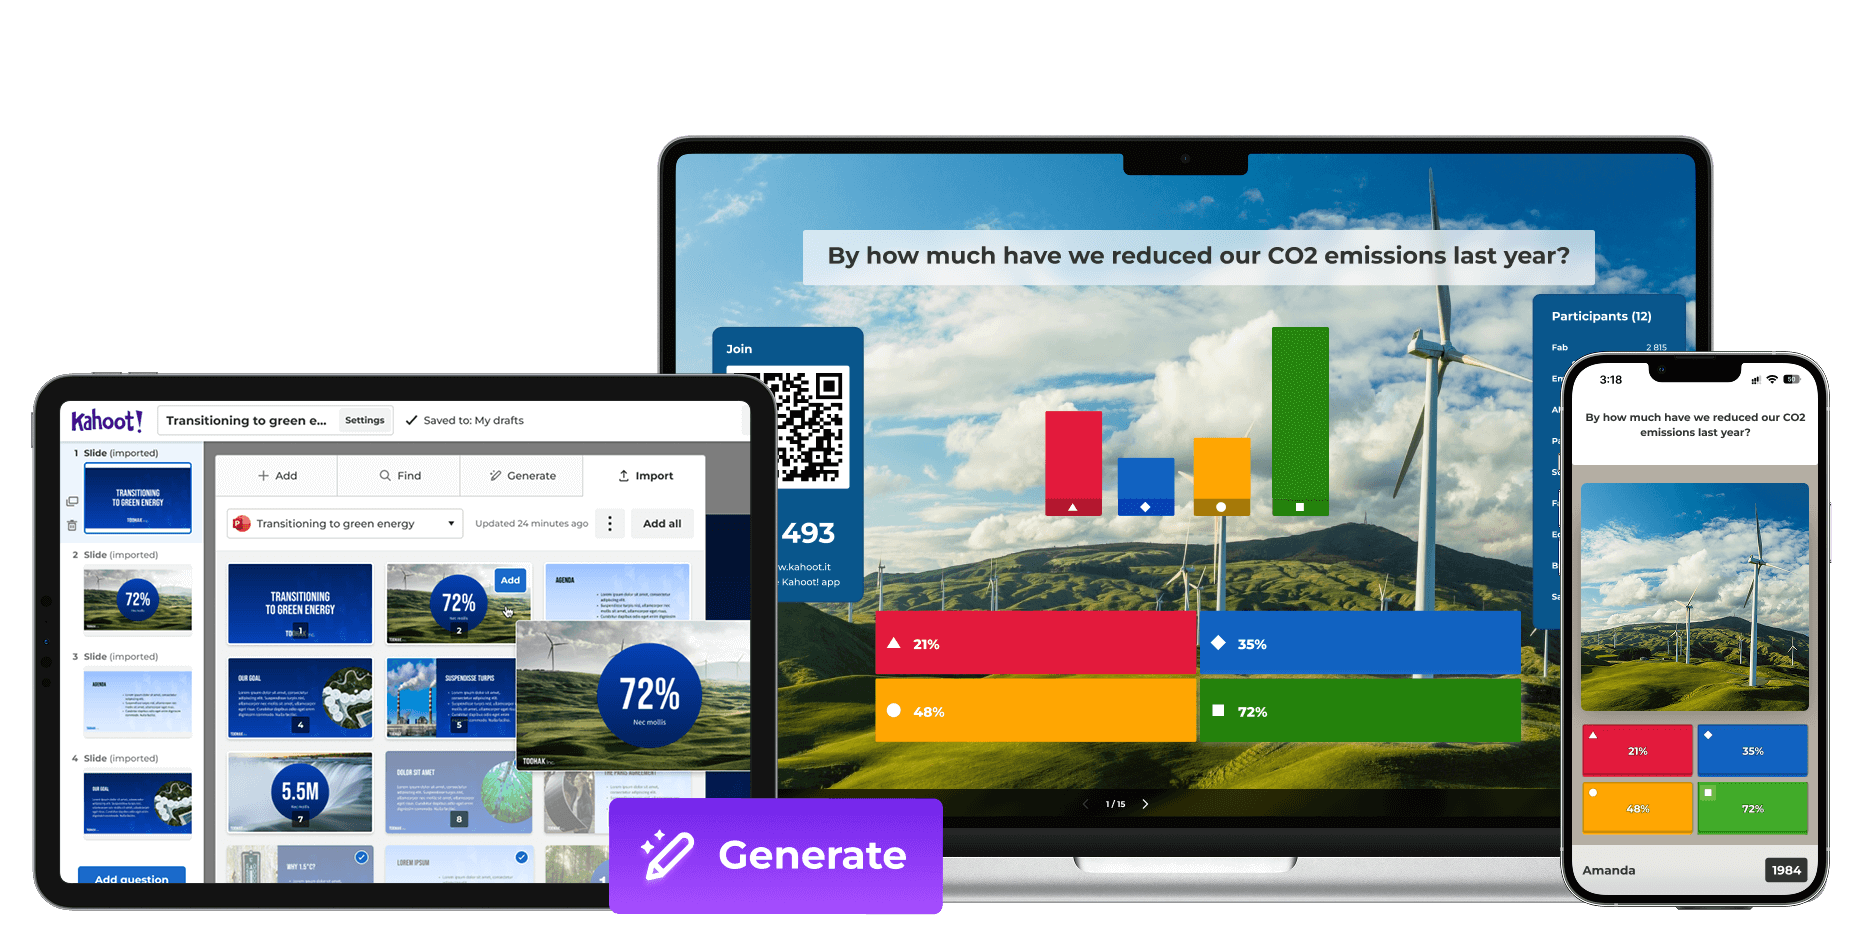 By how much have we reduced our CO2 emissions last year?
Join
493
w.kahoot.it
Kahoot! app
Participants (12)
Fab 2 815
21%
35%
48%
72%
1 / 15
Kahoot!
Transitioning to green e...
Settings
Saved to: My drafts
1 Slide (imported)
TRANSITIONING
TO GREEN ENERGY
2 Slide (imported)
72%
3 Slide (imported)
AGENDA
4 Slide (imported)
OUR GOAL
Add question
Add
Find
Generate
Import
Transitioning to green energy
Updated 24 minutes ago
Add all
TRANSITIONING
TO GREEN ENERGY
1
72%
Add
2
AGENDA
OUR GOAL
4
SUSPENDISSE TURPIS
5
72%
Nec mollis
TODHAK Inc.
5.5M
Nec mollis
7
DOLOR SIT AMET
8
WHY 1.5°C?
LOREM IPSUM
Generate
3:18
50
By how much have we reduced our CO2
emissions last year?
21%
35%
48%
72%
Amanda
1984